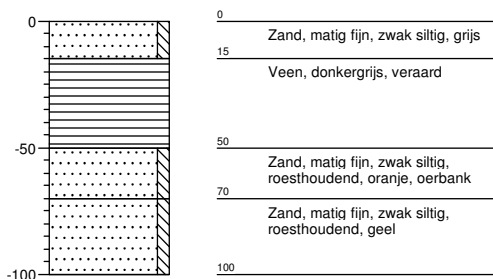 0
-50
-100
0
Zand, matig fijn, zwak siltig, grijs
15
Veen, donkergrijs, veraard
50
Zand, matig fijn, zwak siltig,
roesthoudend, oranje, oerbank
70
Zand, matig fijn, zwak siltig,
roesthoudend, geel
100